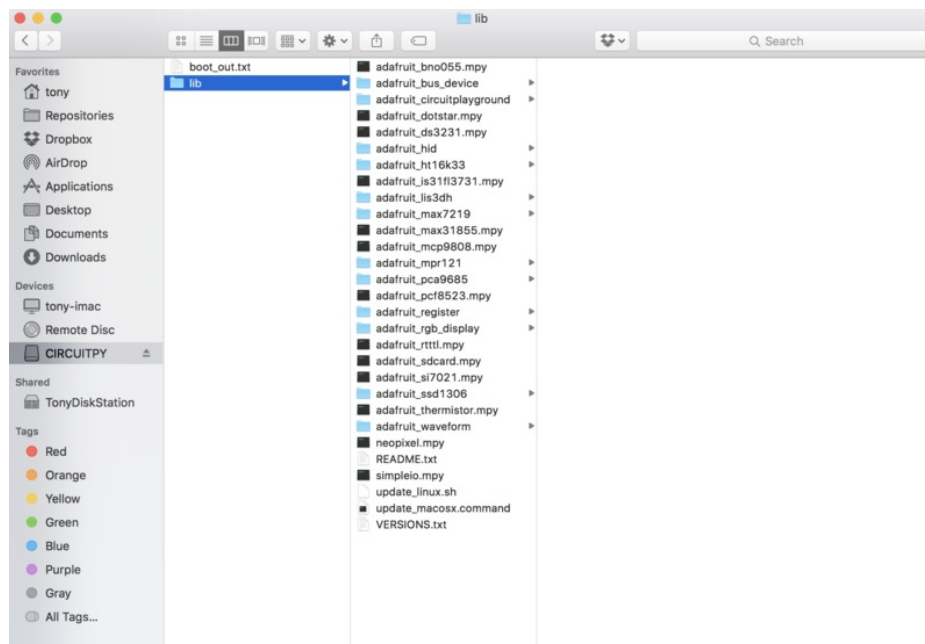 lib
Search
Favorites
tony
Repositories
Dropbox
AirDrop
Applications
Desktop
Documents
Downloads
Devices
tony-imac
Remote Disc
CIRCUITPY
Shared
TonyDiskStation
Tags
Red
Orange
Yellow
Green
Blue
Purple
Gray
All Tags...
boot_out.txt
lib
adafruit_bno055.mpy
adafruit_bus_device
adafruit_circuitplayground
adafruit_dotstar.mpy
adafruit_ds3231.mpy
adafruit_hid
adafruit_ht16k33
adafruit_is31fl3731.mpy
adafruit_lis3dh
adafruit_max7219
adafruit_max31855.mpy
adafruit_mcp9808.mpy
adafruit_mpr121
adafruit_pca9685
adafruit_pcf8523.mpy
adafruit_register
adafruit_rgb_display
adafruit_rtttl.mpy
adafruit_sdcard.mpy
adafruit_si7021.mpy
adafruit_ssd1306
adafruit_thermistor.mpy
adafruit_waveform
neopixel.mpy
README.txt
simpleio.mpy
update_linux.sh
update_macosx.command
VERSIONS.txt